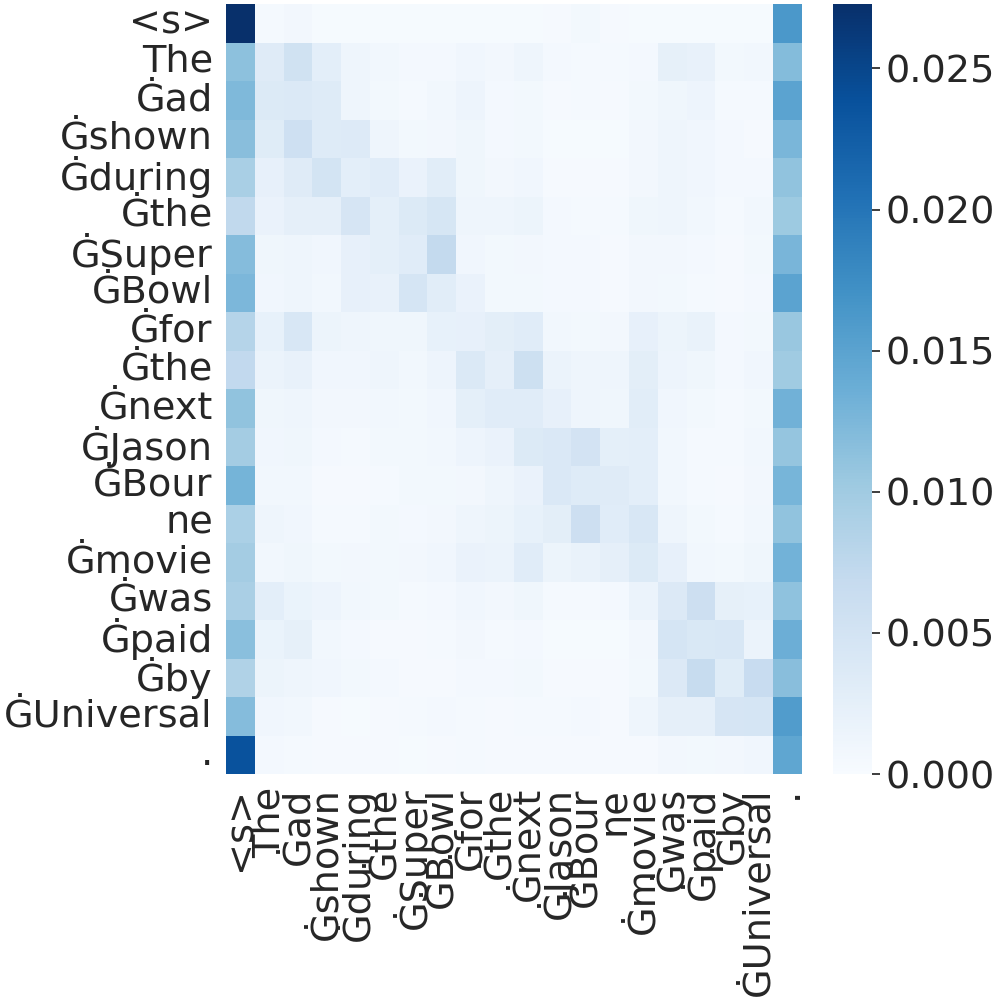 <s>
The
Ġad
Ġshown
Ġduring
Ġthe
ĠSuper
ĠBowl
Ġfor
Ġthe
Ġnext
ĠJason
ĠBour
ne
Ġmovie
Ġwas
Ġpaid
Ġby
ĠUniversal
.
<s>
The
Ġad
Ġshown
Ġduring
Ġthe
ĠSuper
ĠBowl
Ġfor
Ġthe
Ġnext
ĠJason
ĠBour
ne
Ġmovie
Ġwas
Ġpaid
Ġby
ĠUniversal
.
0.025
0.020
0.015
0.010
0.005
0.000